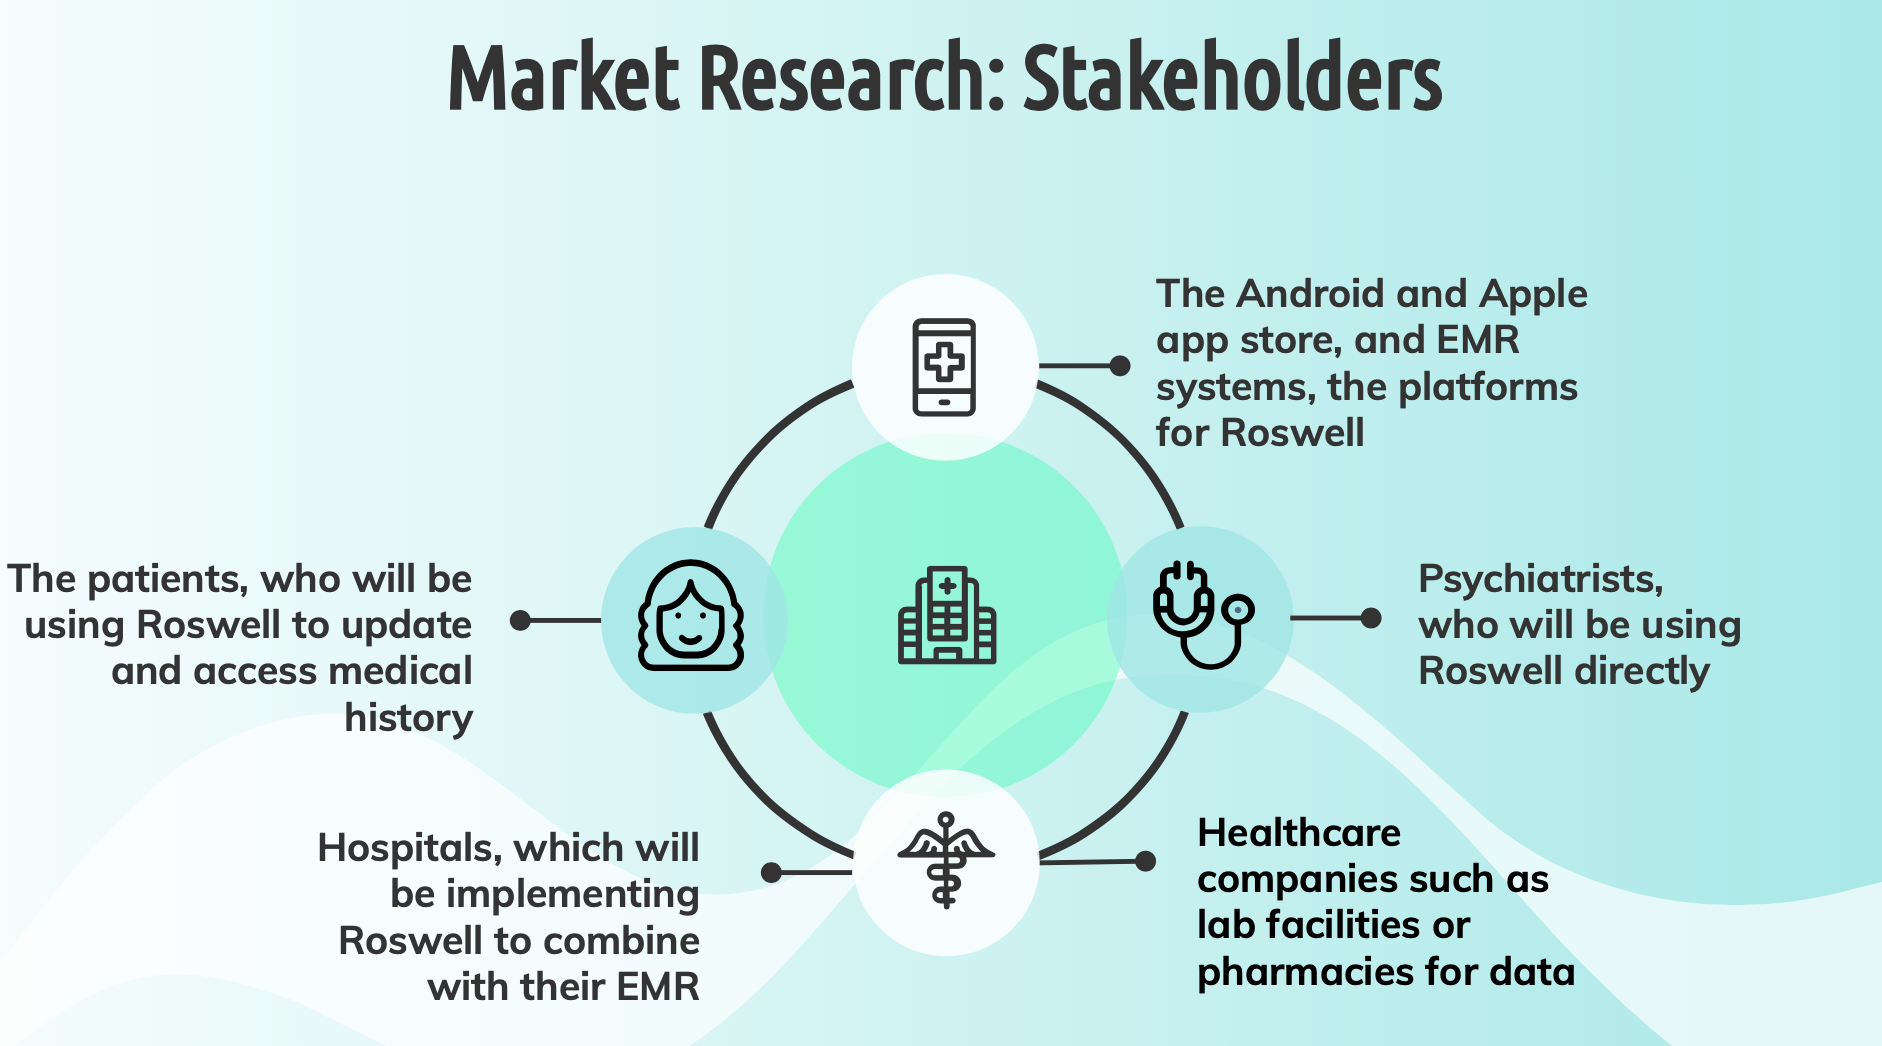 Market Research: Stakeholders
The Android and Apple
app store, and EMR
systems, the platforms
for Roswell
The patients, who will be
using Roswell to update
and access medical
history
Psychiatrists,
who will be using
Roswell directly
Hospitals, which will
be implementing
Roswell to combine
with their EMR
Healthcare
companies such as
lab facilities or
pharmacies for data